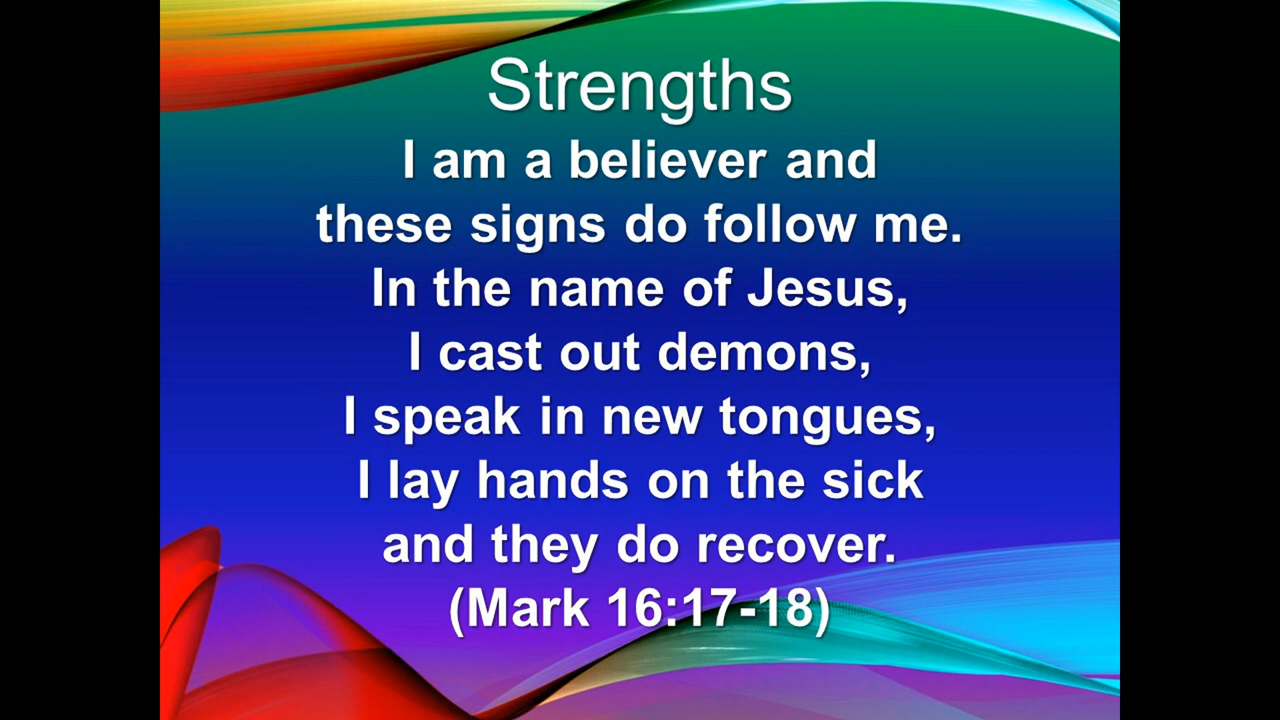 Strengths
I am a believer and
these signs do follow me.
In the name of Jesus,
I cast out demons,
I speak in new tongues,
I lay hands on the sick
and they do recover.
(Mark 16:17-18)